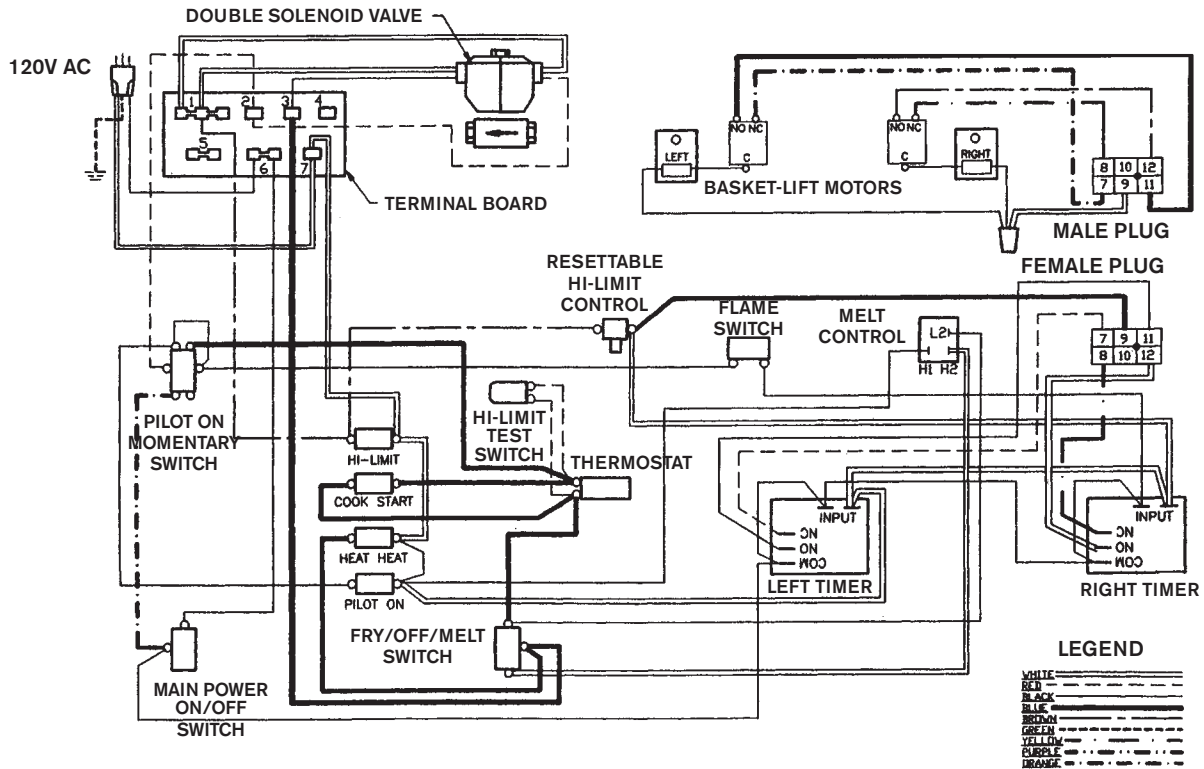 DOUBLE SOLENOID VALVE
120V AC
1 2 3 4
5 6 7
TERMINAL BOARD
NO NC
C
LEFT
NO NC
C
RIGHT
BASKET-LIFT MOTORS
8 10 12
7 9 11
MALE PLUG
FEMALE PLUG
RESETTABLE
HI-LIMIT
CONTROL
FLAME
SWITCH
MELT
CONTROL
L2
H1 H2
7 9 11
8 10 12
PILOT ON
MOMENTARY
SWITCH
HI-LIMIT
TEST
SWITCH
HI-LIMIT
THERMOSTAT
COOK START
HEAT HEAT
PILOT ON
INPUT
NC
NO
COM
LEFT TIMER
INPUT
NC
NO
COM
RIGHT TIMER
FRY/OFF/MELT
SWITCH
MAIN POWER
ON/OFF
SWITCH
LEGEND
WHITE
RED
BLACK
BLUE
BROWN
GREEN
YELLOW
PURPLE
ORANGE